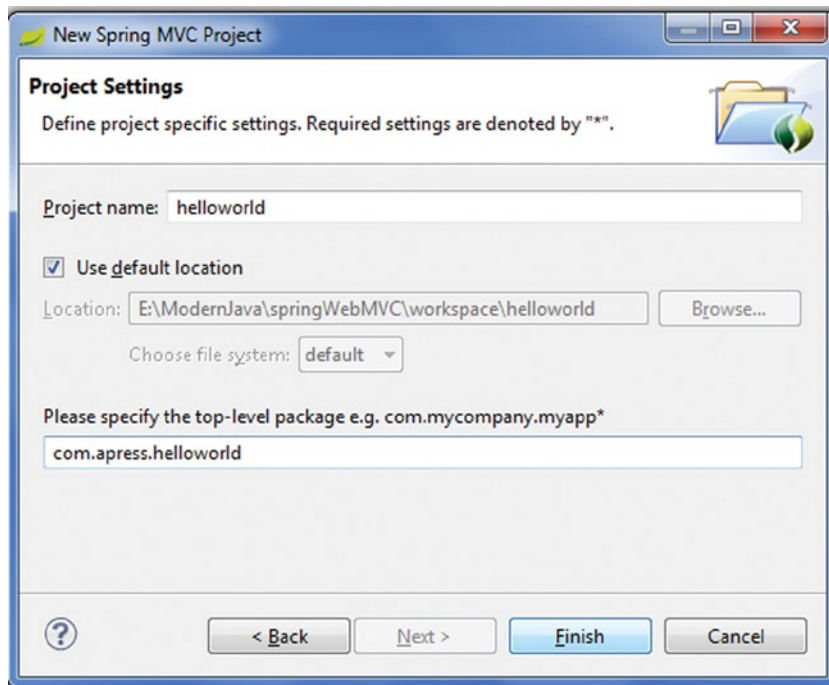 New Spring MVC Project
Project Settings
Define project specific settings. Required settings are denoted by "*".
Project name: helloworld
Use default location
Location: E:\ModernJava\springWebMVC\workspace\helloworld Browse...
Choose file system: default
Please specify the top-level package e.g. com.mycompany.myapp*
com.apress.helloworld
? < Back Next > Finish Cancel